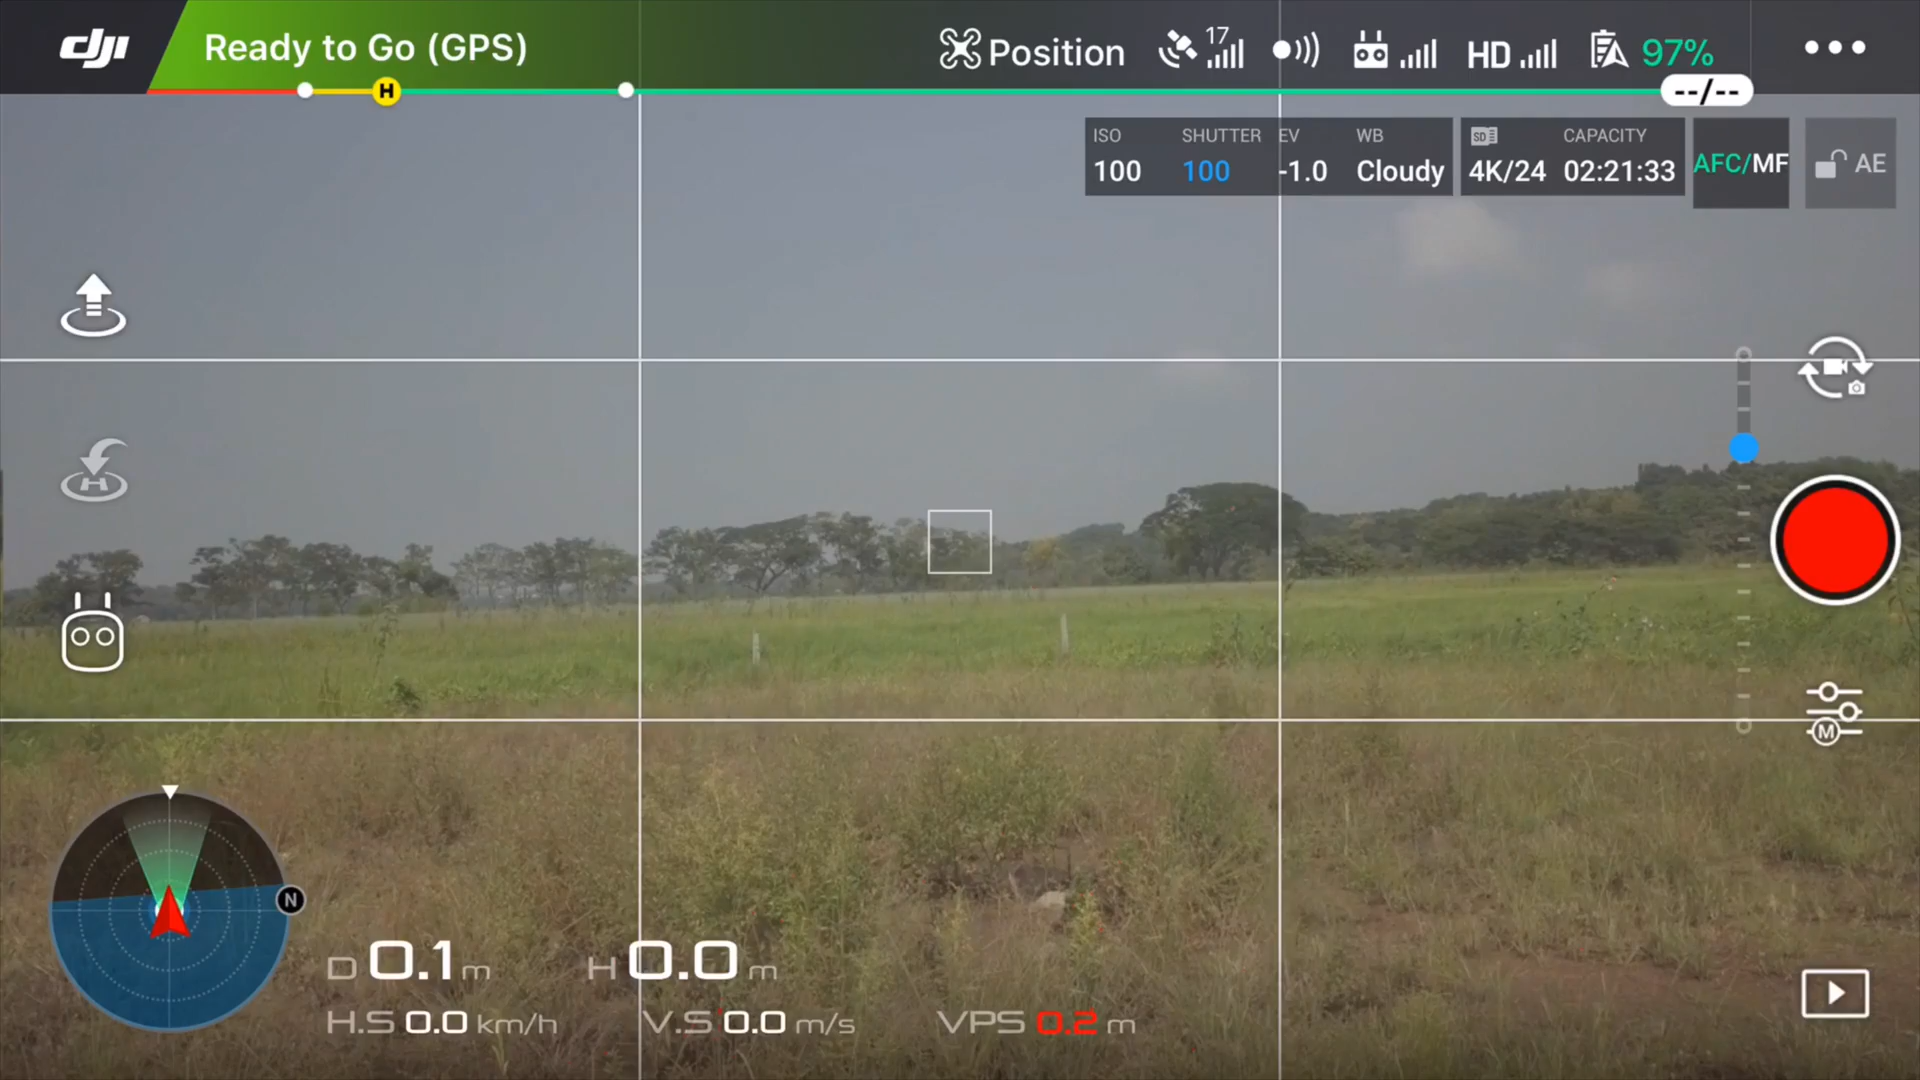 dji Ready to Go (GPS) Position 17 HD 97%
H --/--
ISO SHUTTER EV WB SD CAPACITY
100 100 -1.0 Cloudy 4K/24 02:21:33 AFC/MF AE
H
M
N
D 0.1 m H 0.0 m
H.S 0.0 km/h V.S 0.0 m/s VPS 0.2 m